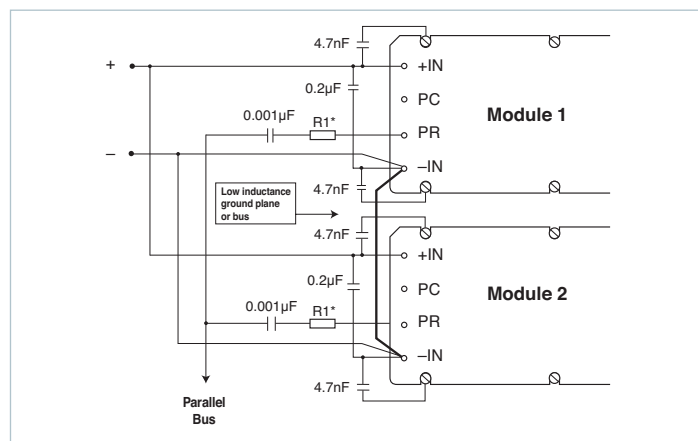 4.7nF
+
+IN
0.2µF
PC
Module 1
0.001µF
R1*
PR
–
–IN
Low inductance
ground plane
or bus
4.7nF
4.7nF
+IN
0.2µF
PC
Module 2
0.001µF
R1*
PR
–IN
4.7nF
Parallel
Bus